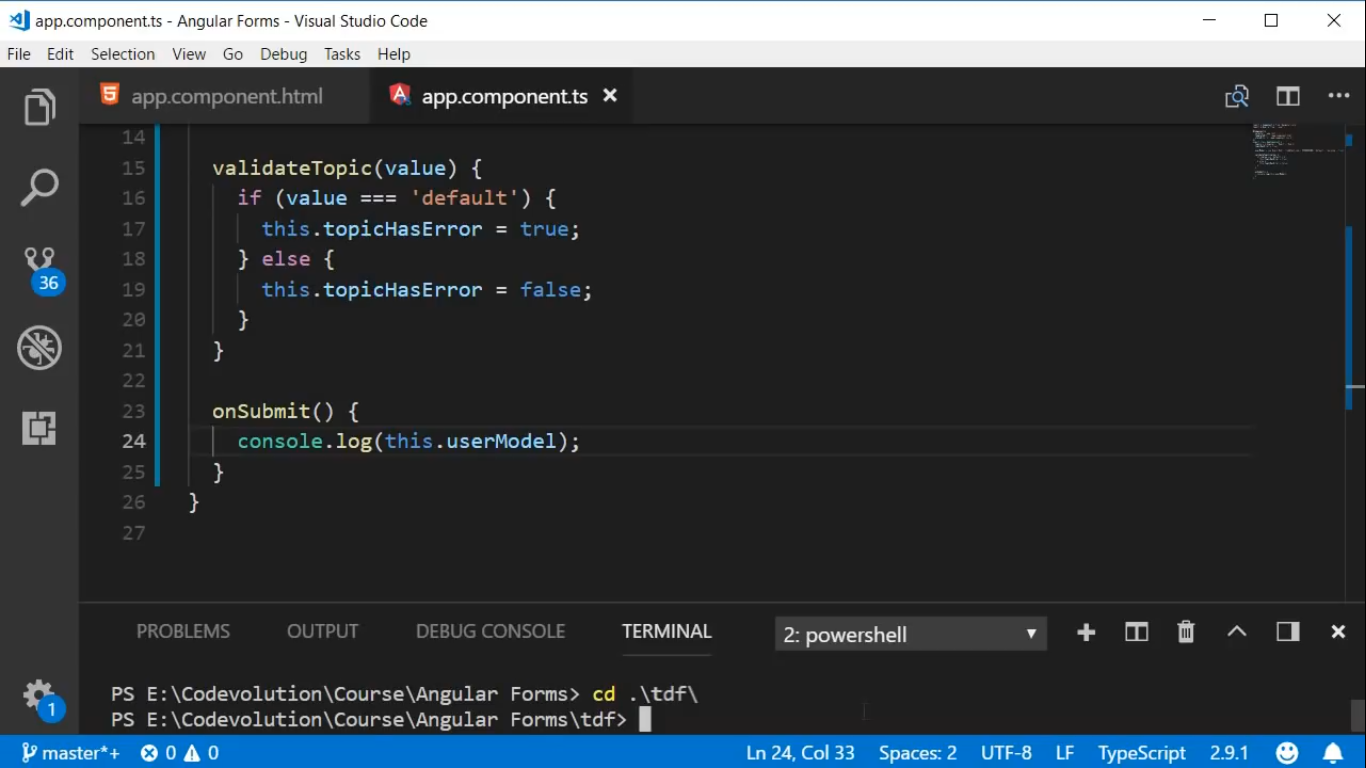 app.component.ts - Angular Forms - Visual Studio Code
File Edit Selection View Go Debug Tasks Help
app.component.html app.component.ts
14
15 validateTopic(value) {
16 if (value === 'default') {
17 this.topicHasError = true;
18 } else {
19 this.topicHasError = false;
20 }
21 }
22
23 onSubmit() {
24 console.log(this.userModel);
25 }
26 }
27
36
1
PROBLEMS OUTPUT DEBUG CONSOLE TERMINAL 2: powershell
PS E:\Codevolution\Course\Angular Forms> cd .\tdf\
PS E:\Codevolution\Course\Angular Forms\tdf>
master*+ 0 0 Ln 24, Col 33 Spaces: 2 UTF-8 LF TypeScript 2.9.1